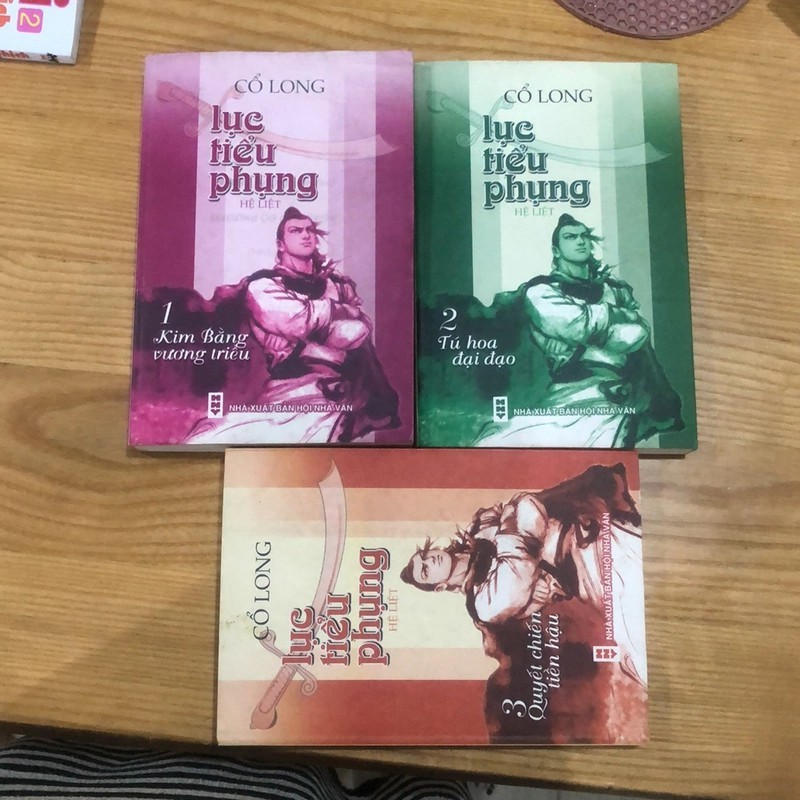 CỔ LONG
lục
tiểu
phụng
HỆ LIỆT
1
Kim Bằng
vương triều
NHÀ XUẤT BẢN HỘI NHÀ VĂN
CỔ LONG
lục
tiểu
phụng
HỆ LIỆT
2
Tú hoa
đại đạo
NHÀ XUẤT BẢN HỘI NHÀ VĂN
CỔ LONG
lục
tiểu
phụng
HỆ LIỆT
3
Quyết chiến
tiền hậu
NHÀ XUẤT BẢN HỘI NHÀ VĂN
2